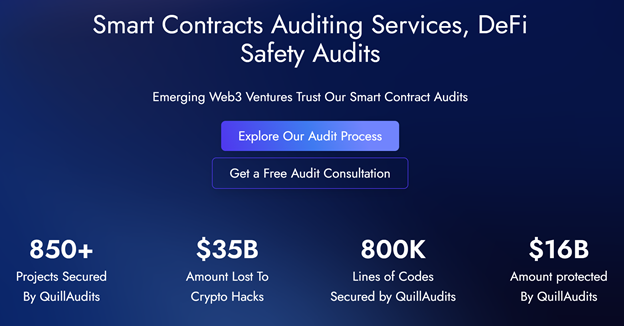 Smart Contracts Auditing Services, DeFi
Safety Audits
Emerging Web3 Ventures Trust Our Smart Contract Audits
Explore Our Audit Process
Get a Free Audit Consultation
850+
Projects Secured
By QuillAudits
$35B
Amount Lost To
Crypto Hacks
800K
Lines of Codes
Secured by QuillAudits
$16B
Amount protected
By QuillAudits